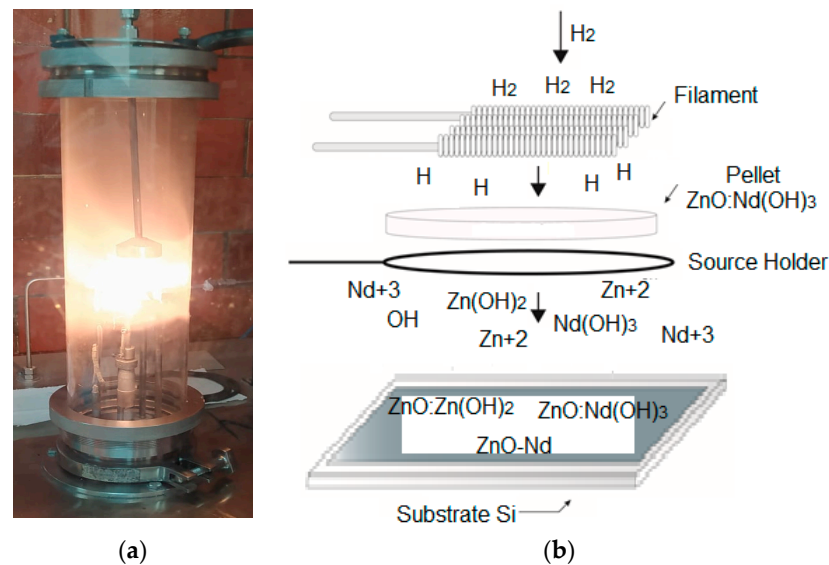 H2
H2 H2 H2
Filament
H H H H
Pellet
ZnO:Nd(OH)3
Source Holder
Nd+3 Zn(OH)2 Zn+2
OH Zn+2 Nd(OH)3 Nd+3
ZnO:Zn(OH)2 ZnO:Nd(OH)3
ZnO-Nd
Substrate Si
(a) (b)